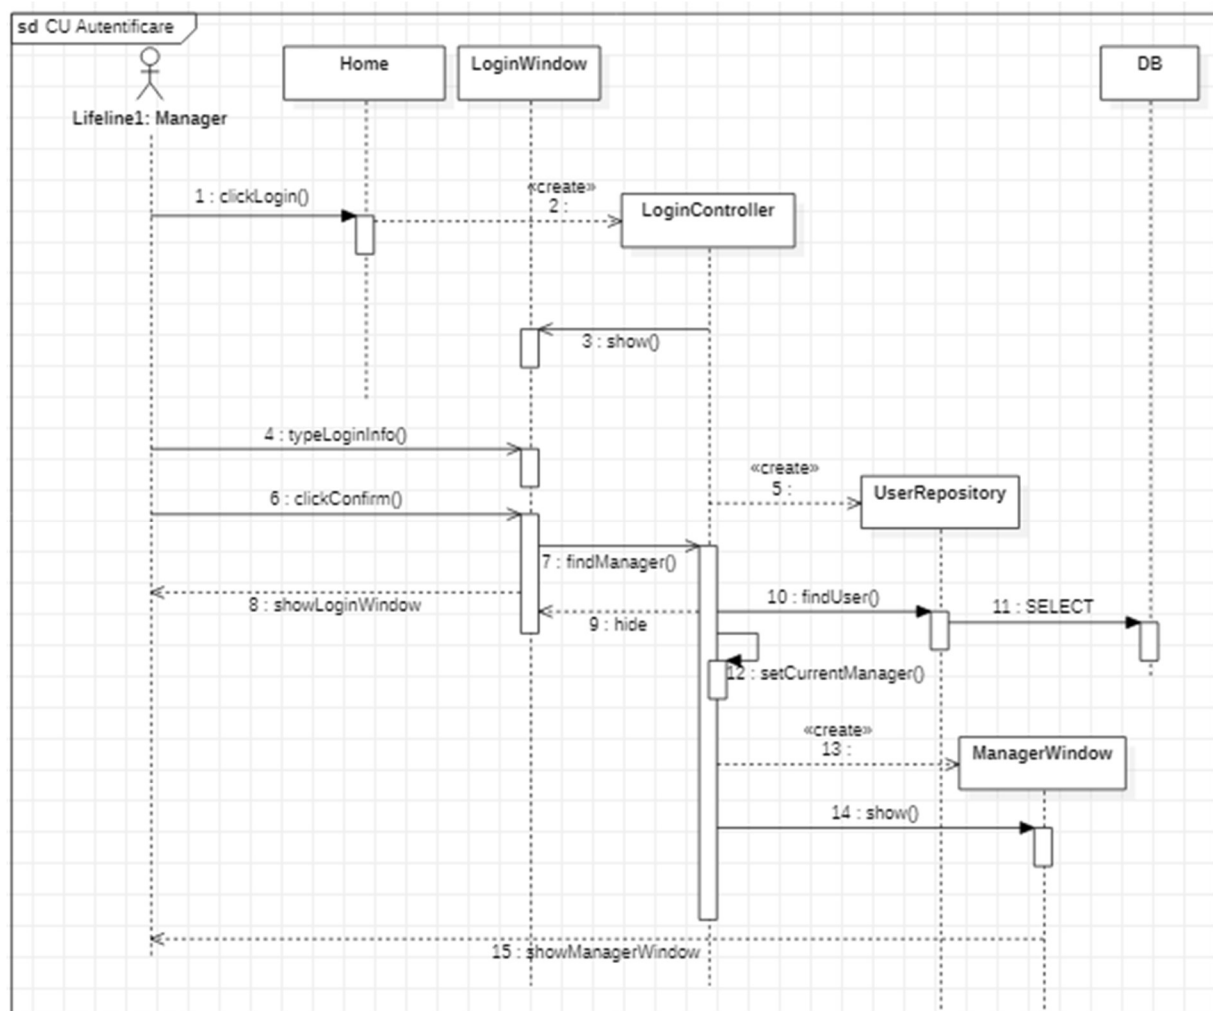 sd CU Autentificare
Home
LoginWindow
DB
Lifeline1: Manager
1 : clickLogin()
«create»
2 :
LoginController
3 : show()
4 : typeLoginInfo()
«create»
5 :
UserRepository
6 : clickConfirm()
7 : findManager()
8 : showLoginWindow
9 : hide
10 : findUser()
11 : SELECT
12 : setCurrentManager()
«create»
13 :
ManagerWindow
14 : show()
15 : showManagerWindow